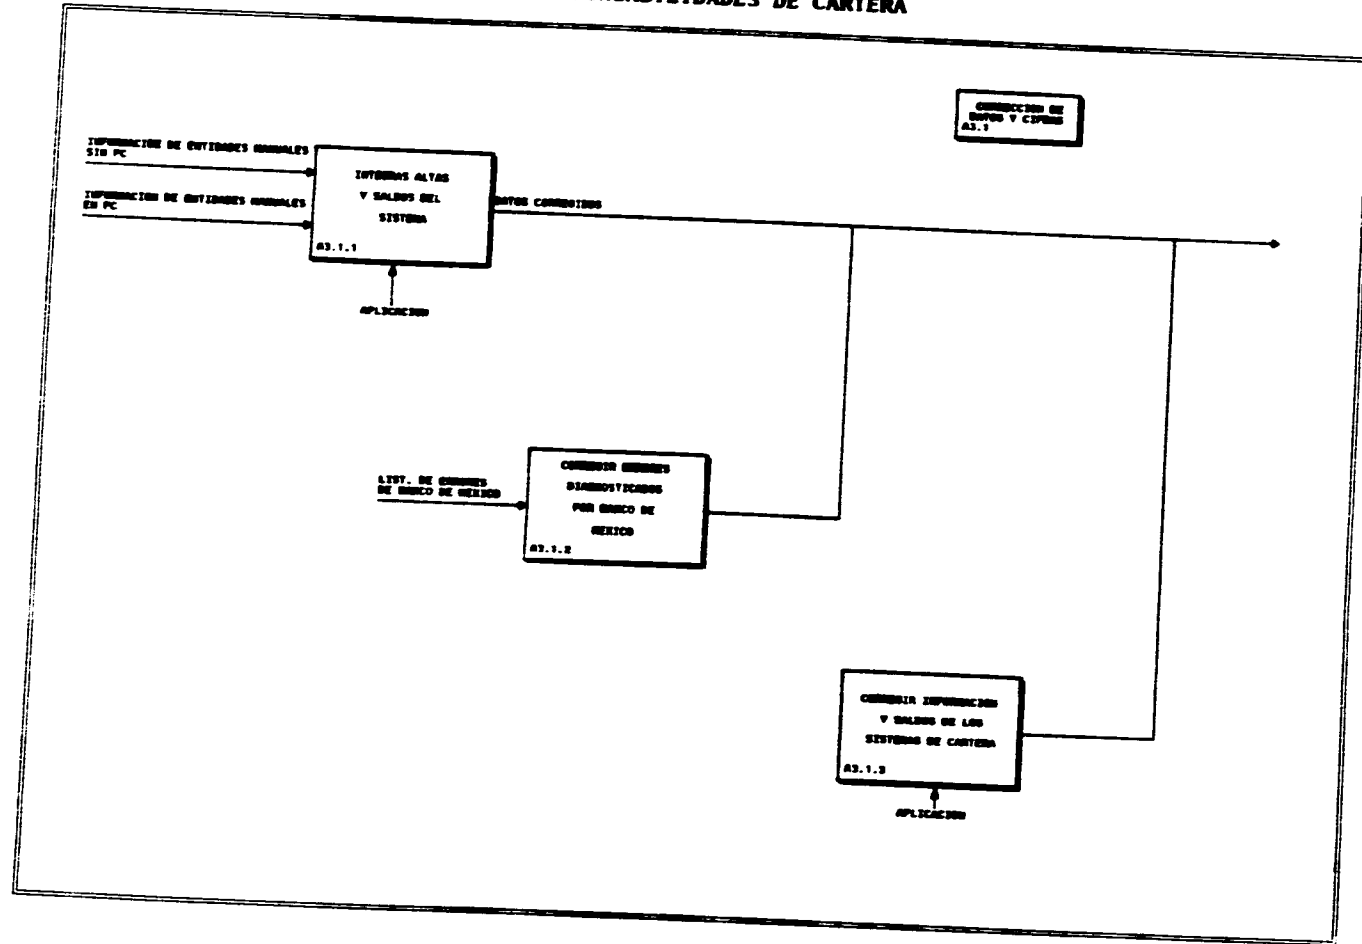 DE CARTERA
CORRECCION DE
DATOS Y CIFRAS
A3.1
INFORMACION DE ENTIDADES MANUALES
SIN PC
INFORMACION DE ENTIDADES MANUALES
EN PC
INTEGRAR ALTAS
Y SALDOS DEL
SISTEMA
A3.1.1
DATOS CORREGIDOS
APLICACION
LIST. DE ERRORES
DE BANCO DE MEXICO
CORREGIR ERRORES
DIAGNOSTICADOS
POR BANCO DE
MEXICO
A3.1.2
CORREGIR INFORMACION
Y SALDOS DE LOS
SISTEMAS DE CARTERA
A3.1.3
APLICACION